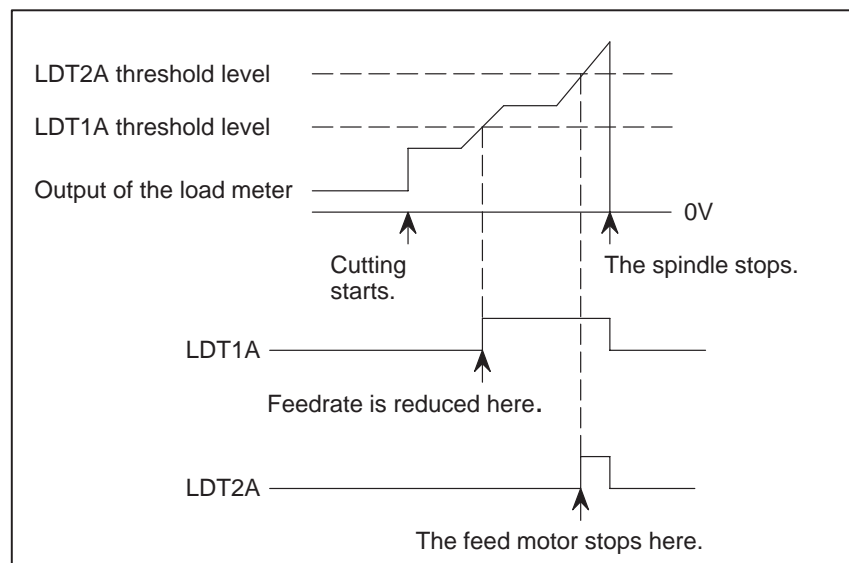 LDT2A threshold level
LDT1A threshold level
Output of the load meter
0V
Cutting
starts.
The spindle stops.
LDT1A
Feedrate is reduced here.
LDT2A
The feed motor stops here.